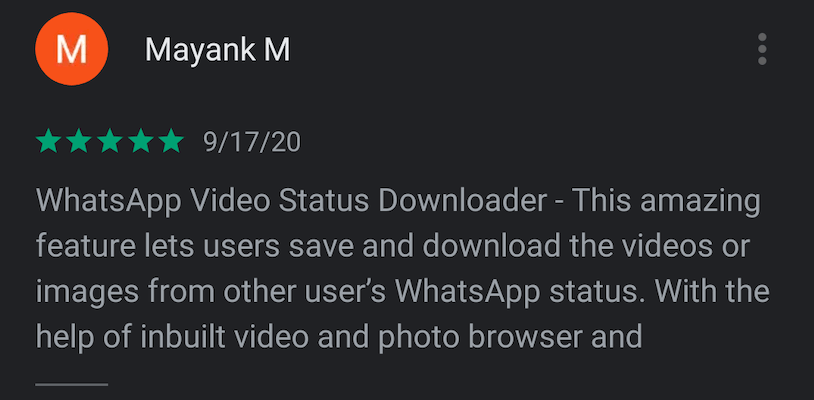 M
Mayank M
9/17/20
WhatsApp Video Status Downloader - This amazing
feature lets users save and download the videos or
images from other user’s WhatsApp status. With the
help of inbuilt video and photo browser and